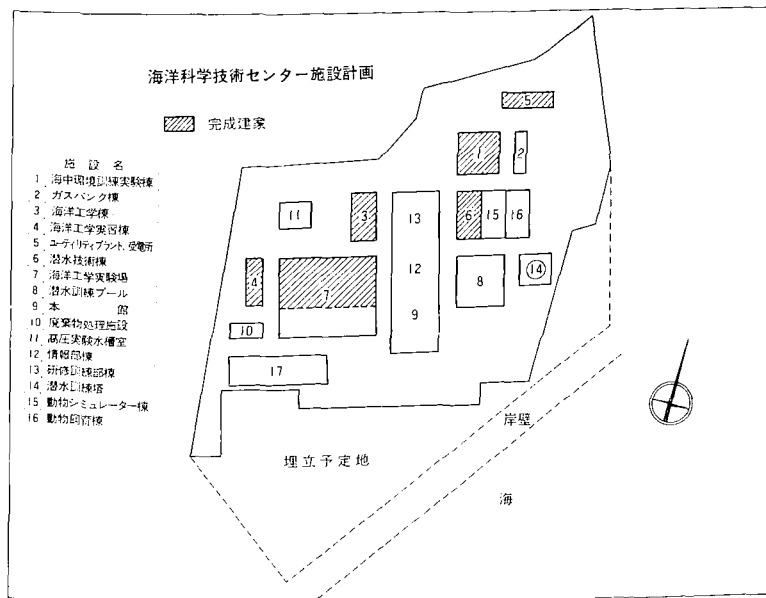 海洋科学技術センター施設計画
完成建家
施設名
1 海中環境訓練実験棟
2 ガスバンク棟
3 海洋工学棟
4 海洋工学実習棟
5 ユーティリティプラント、受電所
6 潜水技術棟
7 海洋工学実験場
8 潜水訓練プール
9 本館
10 廃棄物処理施設
11 高圧実験水槽室
12 情報部棟
13 研修訓練部棟
14 潜水訓練塔
15 動物シミュレーター棟
16 動物飼育棟
5
1
2
11
3
13
6
15
16
4
7
12
8
14
9
10
17
岸壁
埋立予定地
海